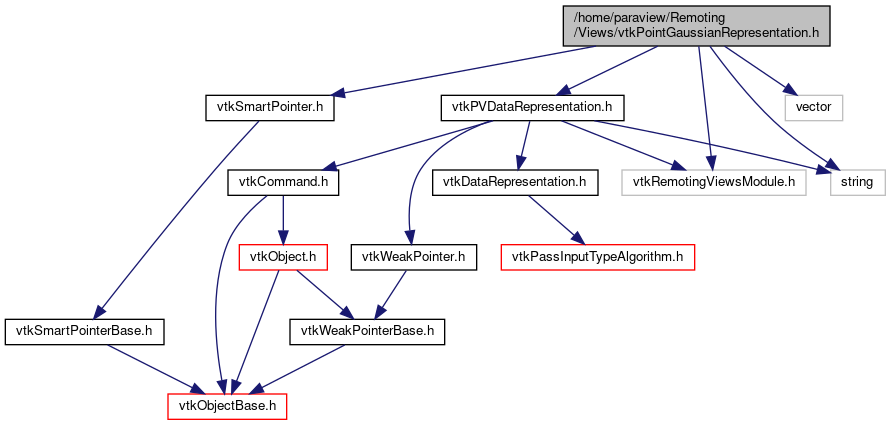 /home/paraview/Remoting
/Views/vtkPointGaussianRepresentation.h
vtkSmartPointer.h
vtkPVDataRepresentation.h
vector
vtkCommand.h
vtkDataRepresentation.h
vtkRemotingViewsModule.h
string
vtkObject.h
vtkWeakPointer.h
vtkPassInputTypeAlgorithm.h
vtkSmartPointerBase.h
vtkWeakPointerBase.h
vtkObjectBase.h